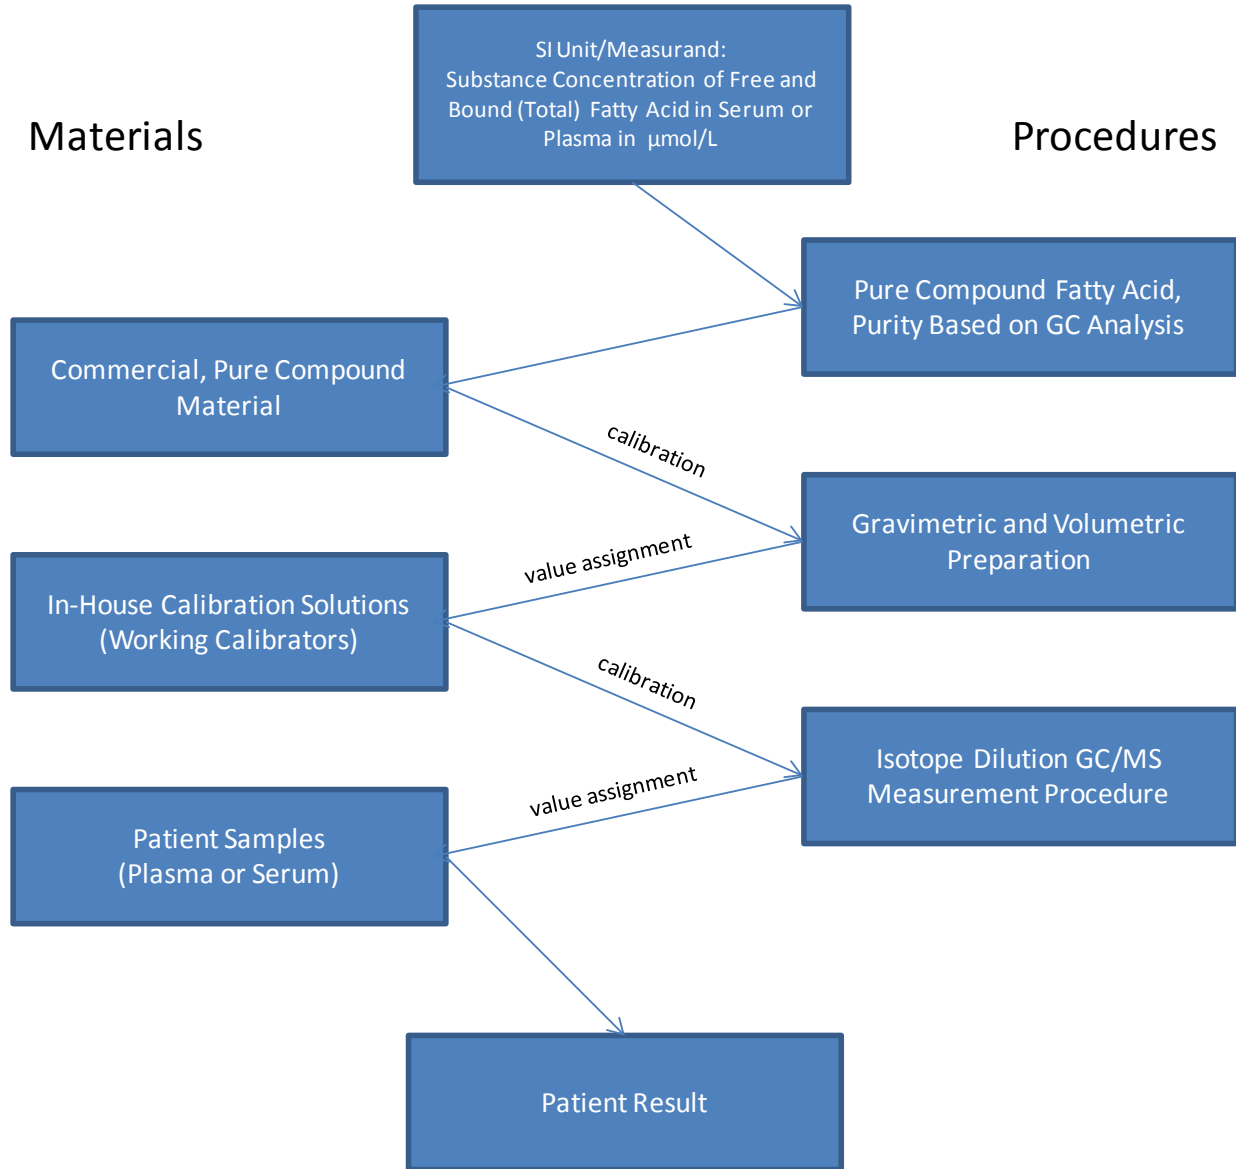 SI Unit/Measurand:
Substance Concentration of Free and
Bound (Total) Fatty Acid in Serum or
Plasma in µmol/L
Materials
Procedures
Pure Compound Fatty Acid,
Purity Based on GC Analysis
Commercial, Pure Compound
Material
calibration
Gravimetric and Volumetric
Preparation
value assignment
In-House Calibration Solutions
(Working Calibrators)
calibration
Isotope Dilution GC/MS
Measurement Procedure
value assignment
Patient Samples
(Plasma or Serum)
Patient Result